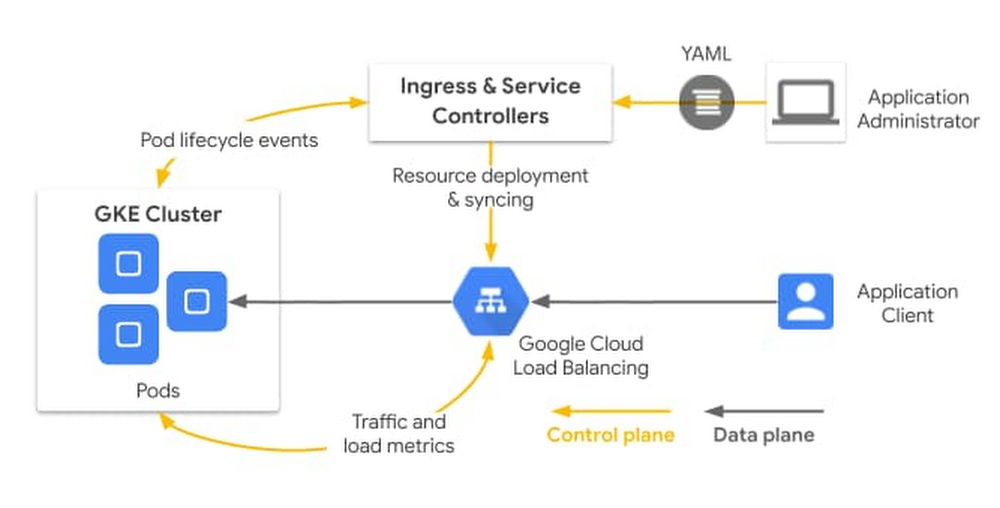 YAML
Ingress & Service
Controllers
Application
Administrator
Pod lifecycle events
Resource deployment
& syncing
GKE Cluster
Application
Client
Google Cloud
Load Balancing
Pods
Traffic and
load metrics
Control plane
Data plane